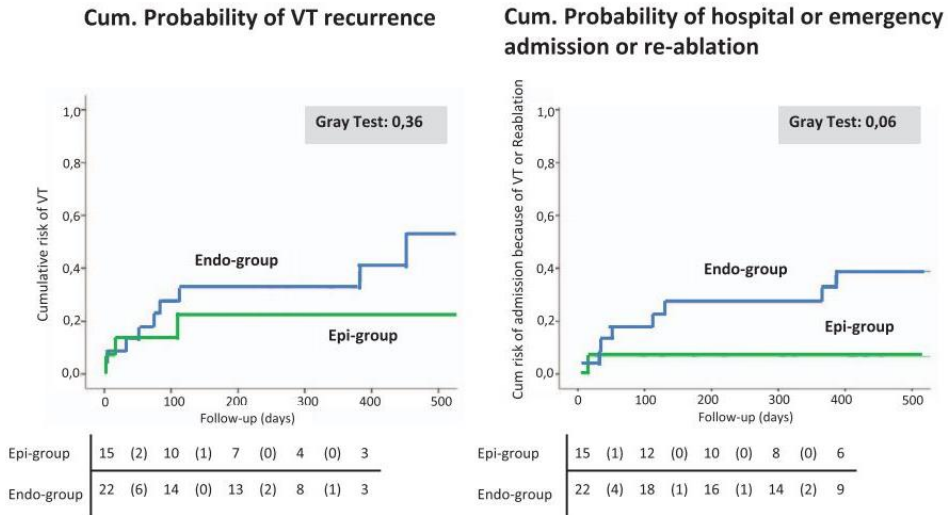 Cum. Probability of VT recurrence
Cum. Probability of hospital or emergency
admission or re-ablation
Cumulative risk of VT
1,0
0,8
0,6
0,4
0,2
0,0
Gray Test: 0,36
Endo-group
Epi-group
0 100 200 300 400 500
Follow-up (days)
Epi-group 15 (2) 10 (1) 7 (0) 4 (0) 3
Endo-group 22 (6) 14 (0) 13 (2) 8 (1) 3
Cum risk of admission because of VT or Reablation
1,0
0,8
0,6
0,4
0,2
0,0
Gray Test: 0,06
Endo-group
Epi-group
0 100 200 300 400 500
Follow-up (days)
Epi-group 15 (1) 12 (0) 10 (0) 8 (0) 6
Endo-group 22 (4) 18 (1) 16 (1) 14 (2) 9